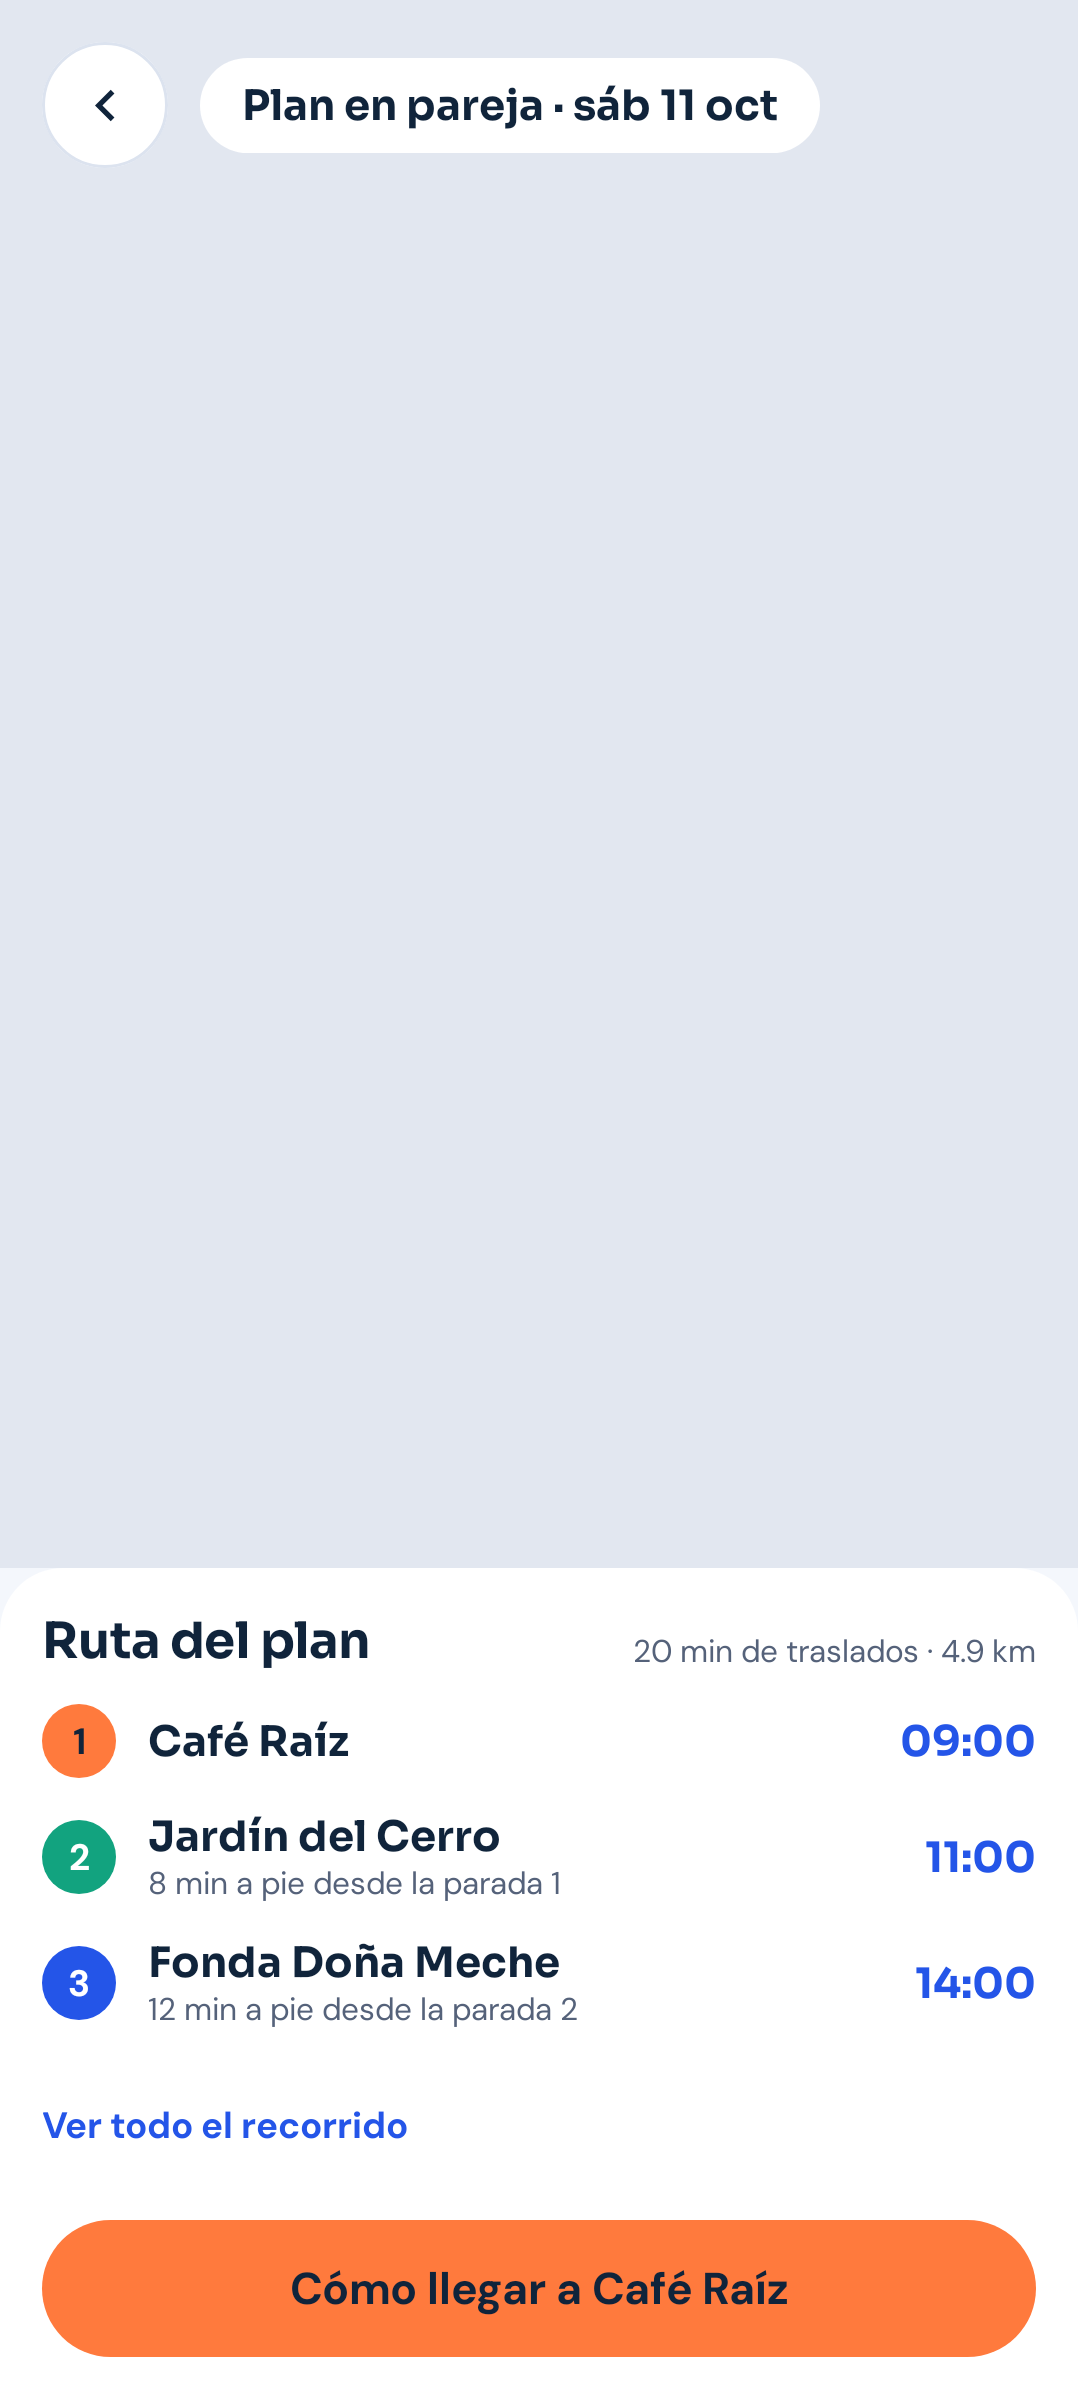 Plan en pareja · sáb 11 oct
Ruta del plan
20 min de traslados · 4.9 km
1
Café Raíz
09:00
2
Jardín del Cerro
8 min a pie desde la parada 1
11:00
3
Fonda Doña Meche
12 min a pie desde la parada 2
14:00
Ver todo el recorrido
Cómo llegar a Café Raíz